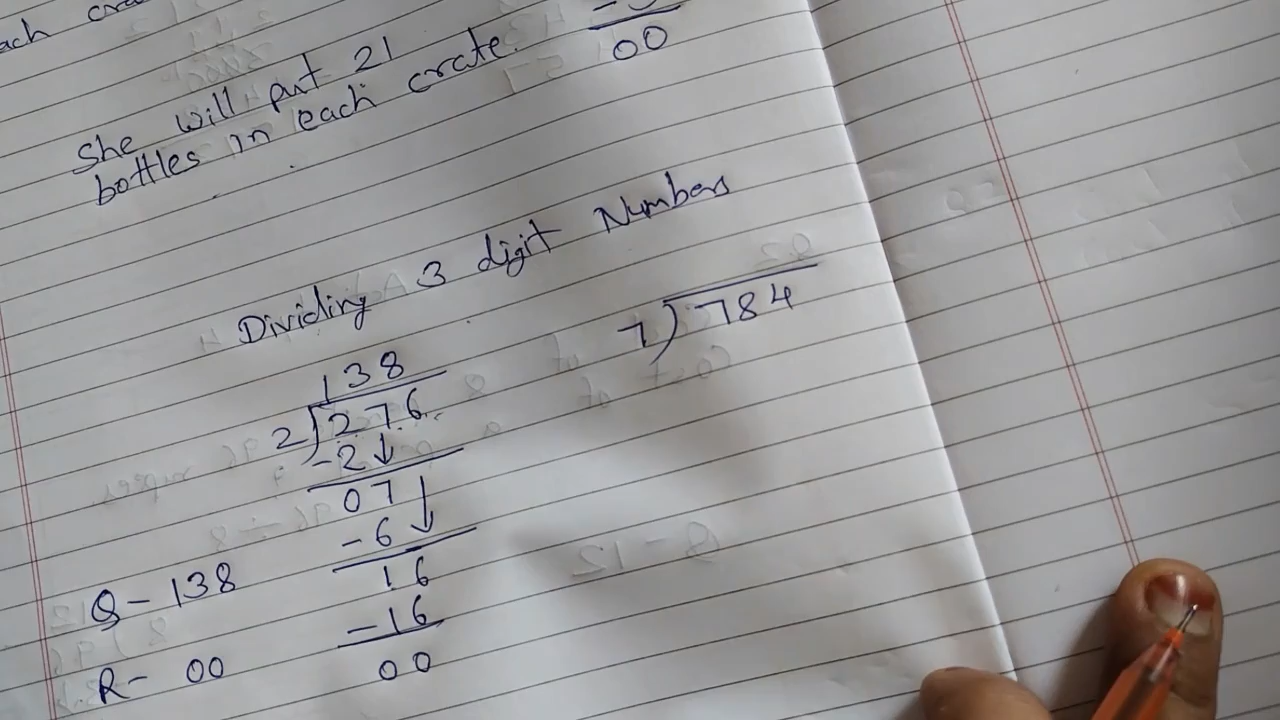 ach
00
She will put 21
bottles in each crate.
Dividing 3 digit Numbers
138
2)276
-2↓
07
-6↓
16
-16
00
Q - 138
R - 00
7)784